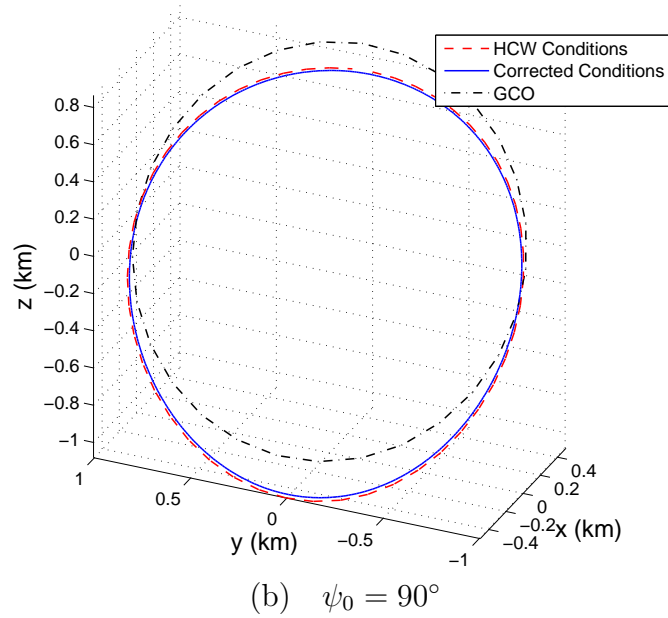 HCW Conditions
Corrected Conditions
GCO
0.8
0.6
0.4
0.2
0
−0.2
−0.4
−0.6
−0.8
−1
z (km)
1
0.5
0
−0.5
−1
y (km)
0.4
0.2
0
−0.2
−0.4
x (km)
(b) ψ₀ = 90°